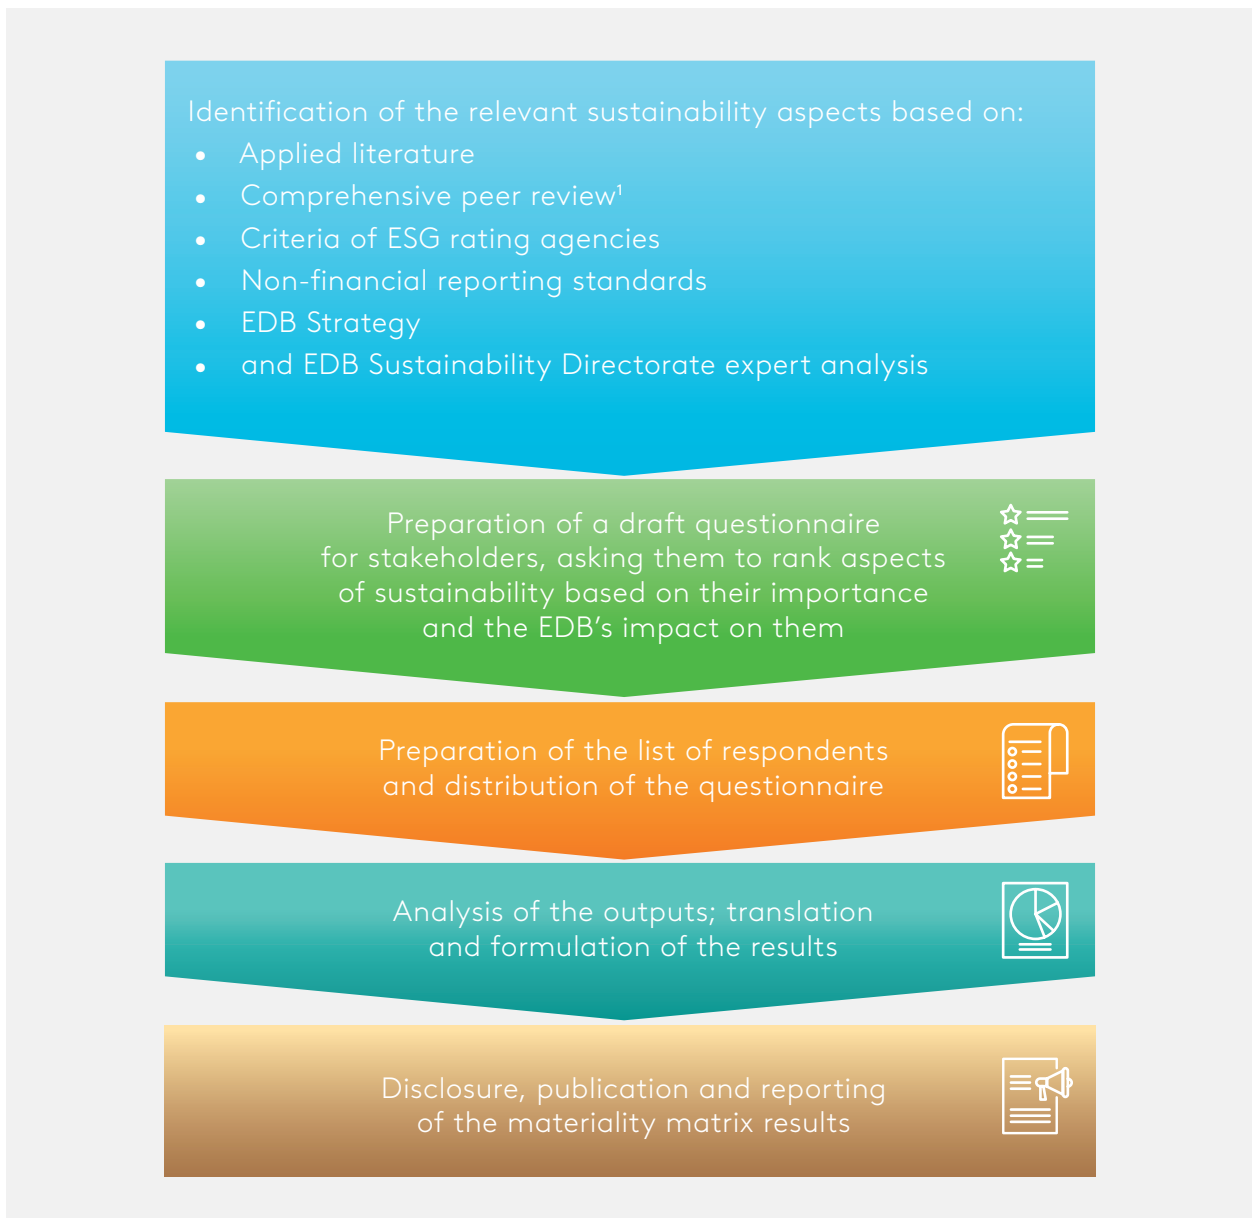 Identification of the relevant sustainability aspects based on:
• Applied literature
• Comprehensive peer review¹
• Criteria of ESG rating agencies
• Non-financial reporting standards
• EDB Strategy
• and EDB Sustainability Directorate expert analysis
Preparation of a draft questionnaire
for stakeholders, asking them to rank aspects
of sustainability based on their importance
and the EDB’s impact on them
Preparation of the list of respondents
and distribution of the questionnaire
Analysis of the outputs; translation
and formulation of the results
Disclosure, publication and reporting
of the materiality matrix results